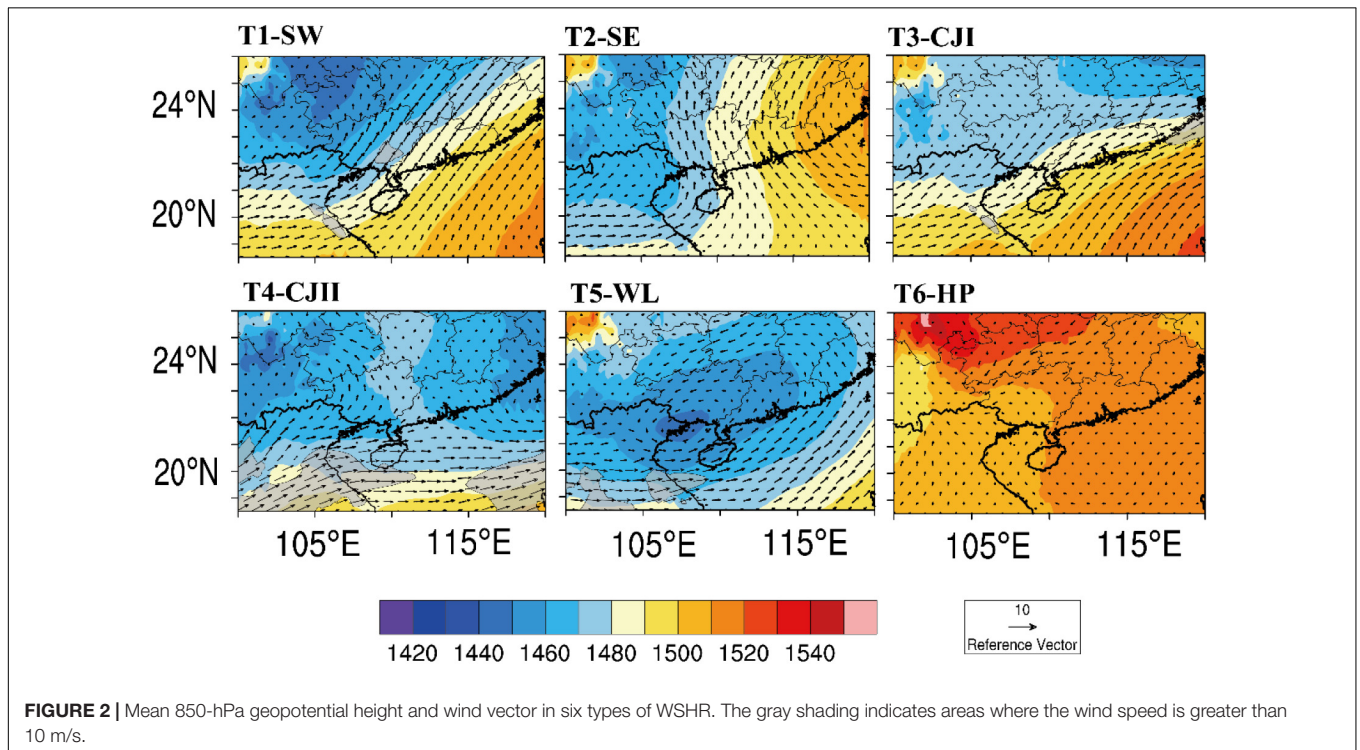 T1-SW T2-SE T3-CJI
24°N
20°N
T4-CJII T5-WL T6-HP
24°N
20°N
105°E 115°E 105°E 115°E 105°E 115°E
1420 1440 1460 1480 1500 1520 1540
10
Reference Vector
FIGURE 2 | Mean 850-hPa geopotential height and wind vector in six types of WSHR. The gray shading indicates areas where the wind speed is greater than
10 m/s.